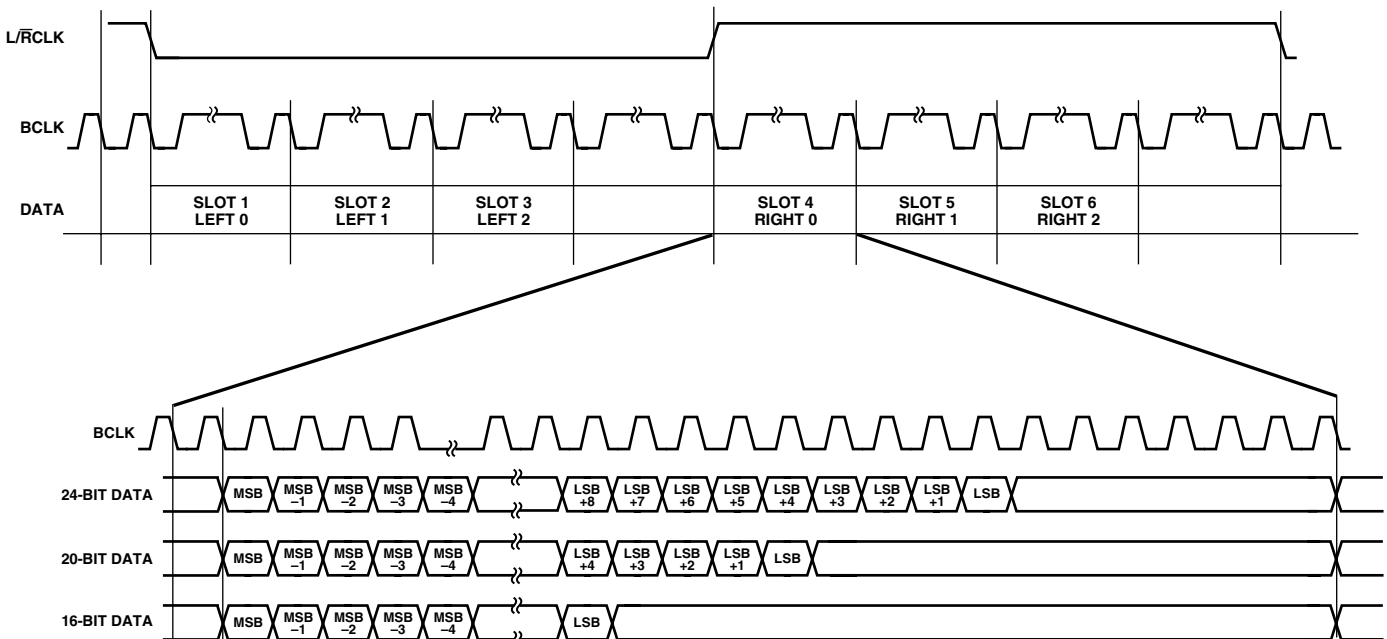 L/R̅CLK
BCLK
DATA
SLOT 1 LEFT 0
SLOT 2 LEFT 1
SLOT 3 LEFT 2
SLOT 4 RIGHT 0
SLOT 5 RIGHT 1
SLOT 6 RIGHT 2
BCLK
24-BIT DATA MSB MSB –1 MSB –2 MSB –3 MSB –4 LSB +8 LSB +7 LSB +6 LSB +5 LSB +4 LSB +3 LSB +2 LSB +1 LSB
20-BIT DATA MSB MSB –1 MSB –2 MSB –3 MSB –4 LSB +4 LSB +3 LSB +2 LSB +1 LSB
16-BIT DATA MSB MSB –1 MSB –2 MSB –3 MSB –4 LSB